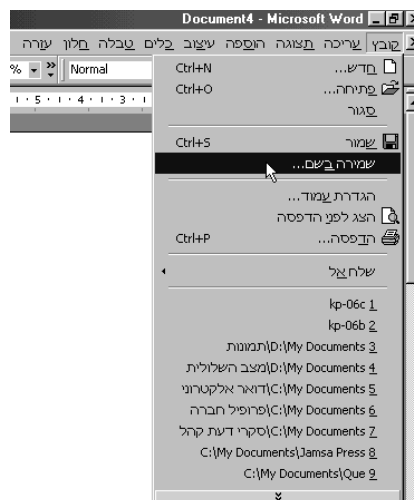 Document4 - Microsoft Word
קובץ עריכה תצוגה הוספה עיצוב כלים טבלה חלון עזרה
% Normal
5 · 4 · 3
חדש... Ctrl+N
פתיחה... Ctrl+O
סגור
שמור Ctrl+S
שמירה בשם...
הגדרת עמוד...
הצג לפני הדפסה
הדפסה... Ctrl+P
שלח אל
1 kp-06c
2 kp-06b
3 D:\My Documents\תמונות
4 D:\My Documents\מצב השלולית
5 C:\My Documents\דואר אלקטרוני
6 C:\My Documents\פרופיל חברה
7 C:\My Documents\סקרי דעת קהל
8 C:\My Documents\Jamsa Press
9 C:\My Documents\Que